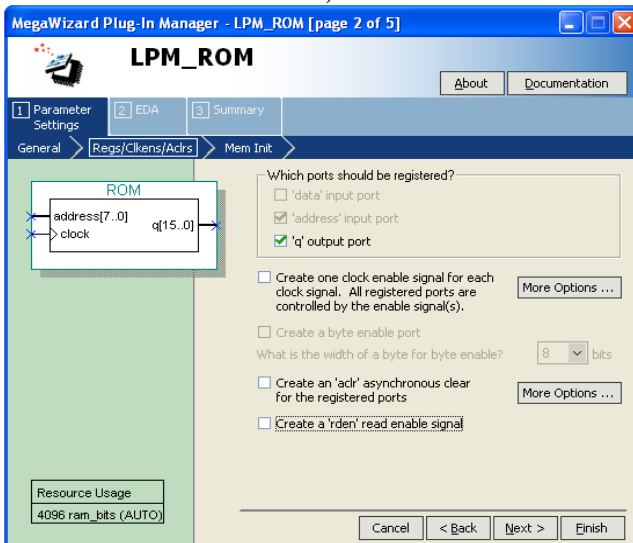 MegaWizard Plug-In Manager - LPM_ROM [page 2 of 5]
LPM_ROM
About
Documentation
1 Parameter Settings
2 EDA
3 Summary
General
Regs/Clkens/Aclrs
Mem Init
ROM
address[7..0]
q[15..0]
clock
Which ports should be registered?
'data' input port
'address' input port
'q' output port
Create one clock enable signal for each
clock signal. All registered ports are
controlled by the enable signal(s).
More Options ...
Create a byte enable port
What is the width of a byte for byte enable?
8
bits
Create an 'aclr' asynchronous clear
for the registered ports
More Options ...
Create a 'rden' read enable signal
Resource Usage
4096 ram_bits (AUTO)
Cancel
< Back
Next >
Finish